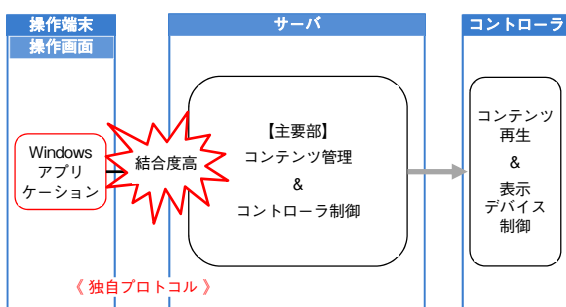 操作端末
操作画面
サーバ
コントローラ
Windows
アプリ
ケーション
結合度高
【主要部】
コンテンツ管理
&
コントローラ制御
コンテンツ
再生
&
表示
デバイス
制御
《 独自プロトコル 》